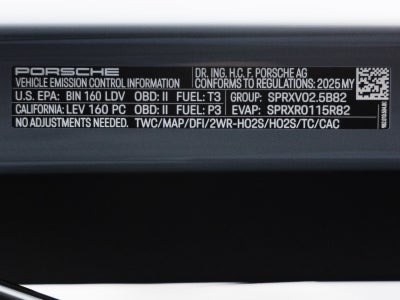 PORSCHE DR. ING. H.C. F. PORSCHE AG
VEHICLE EMISSION CONTROL INFORMATION CONFORMS TO REGULATIONS: 2025 MY
U.S. EPA: BIN 160 LDV OBD: II FUEL: T3 GROUP: SPRXV02.5B82
CALIFORNIA: LEV 160 PC OBD: II FUEL: P3 EVAP: SPRXR0115R82
NO ADJUSTMENTS NEEDED. TWC/MAP/DFI/2WR-HO2S/HO2S/TC/CAC